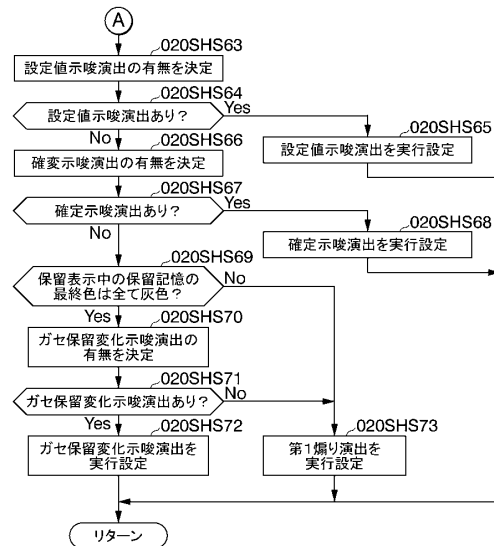 A
020SHS63
設定値示唆演出の有無を決定
020SHS64
設定値示唆演出あり？
Yes
No
020SHS65
設定値示唆演出を実行設定
020SHS66
確変示唆演出の有無を決定
020SHS67
確定示唆演出あり？
Yes
No
020SHS68
確定示唆演出を実行設定
020SHS69
保留表示中の保留記憶の
最終色は全て灰色？
No
Yes
020SHS70
ガセ保留変化示唆演出の
有無を決定
020SHS71
ガセ保留変化示唆演出あり？
No
Yes
020SHS72
ガセ保留変化示唆演出を
実行設定
020SHS73
第１煽り演出を
実行設定
リターン